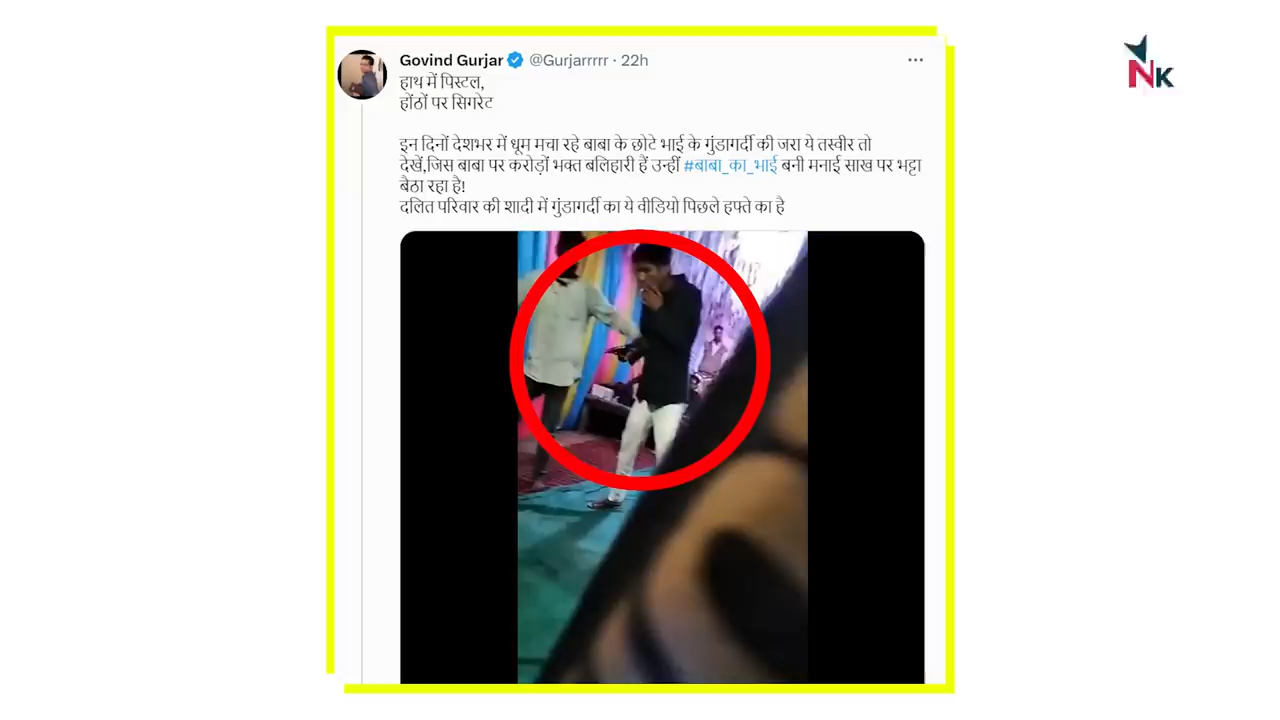 NK
Govind Gurjar @Gurjarrrrr · 22h
हाथ में पिस्टल,
होंठों पर सिगरेट
इन दिनों देशभर में धूम मचा रहे बाबा के छोटे भाई के गुंडागर्दी की जरा ये तस्वीर तो
देखें,जिस बाबा पर करोड़ों भक्त बलिहारी हैं उन्हीं #बाबा_का_भाई बनी मनाई साख पर भट्टा
बैठा रहा है!
दलित परिवार की शादी में गुंडागर्दी का ये वीडियो पिछले हफ्ते का है